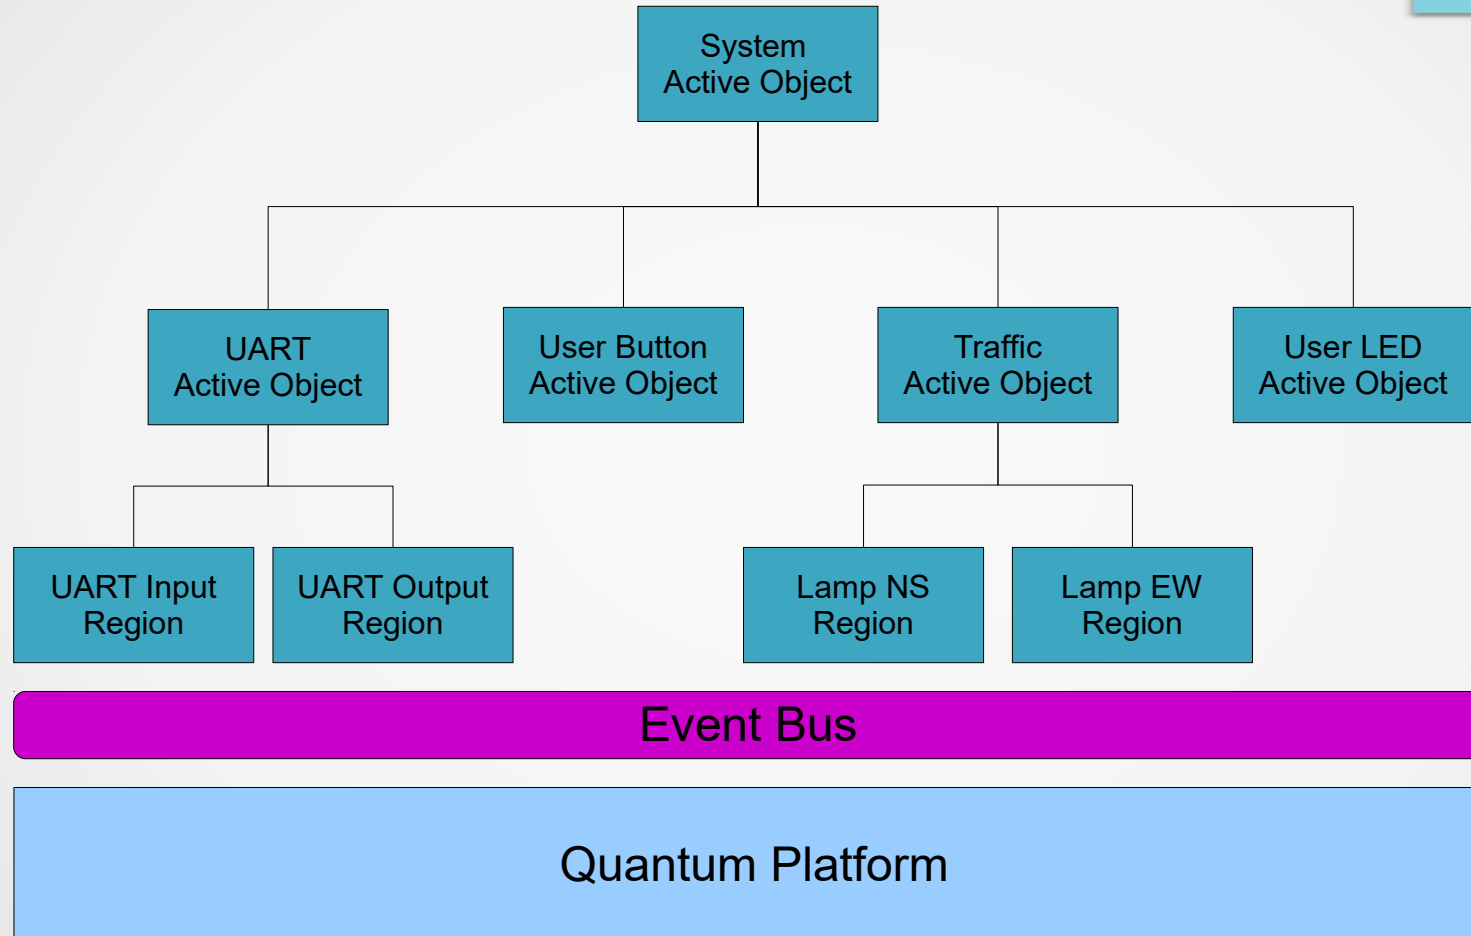 System
Active Object
UART
Active Object
User Button
Active Object
Traffic
Active Object
User LED
Active Object
UART Input
Region
UART Output
Region
Lamp NS
Region
Lamp EW
Region
Event Bus
Quantum Platform